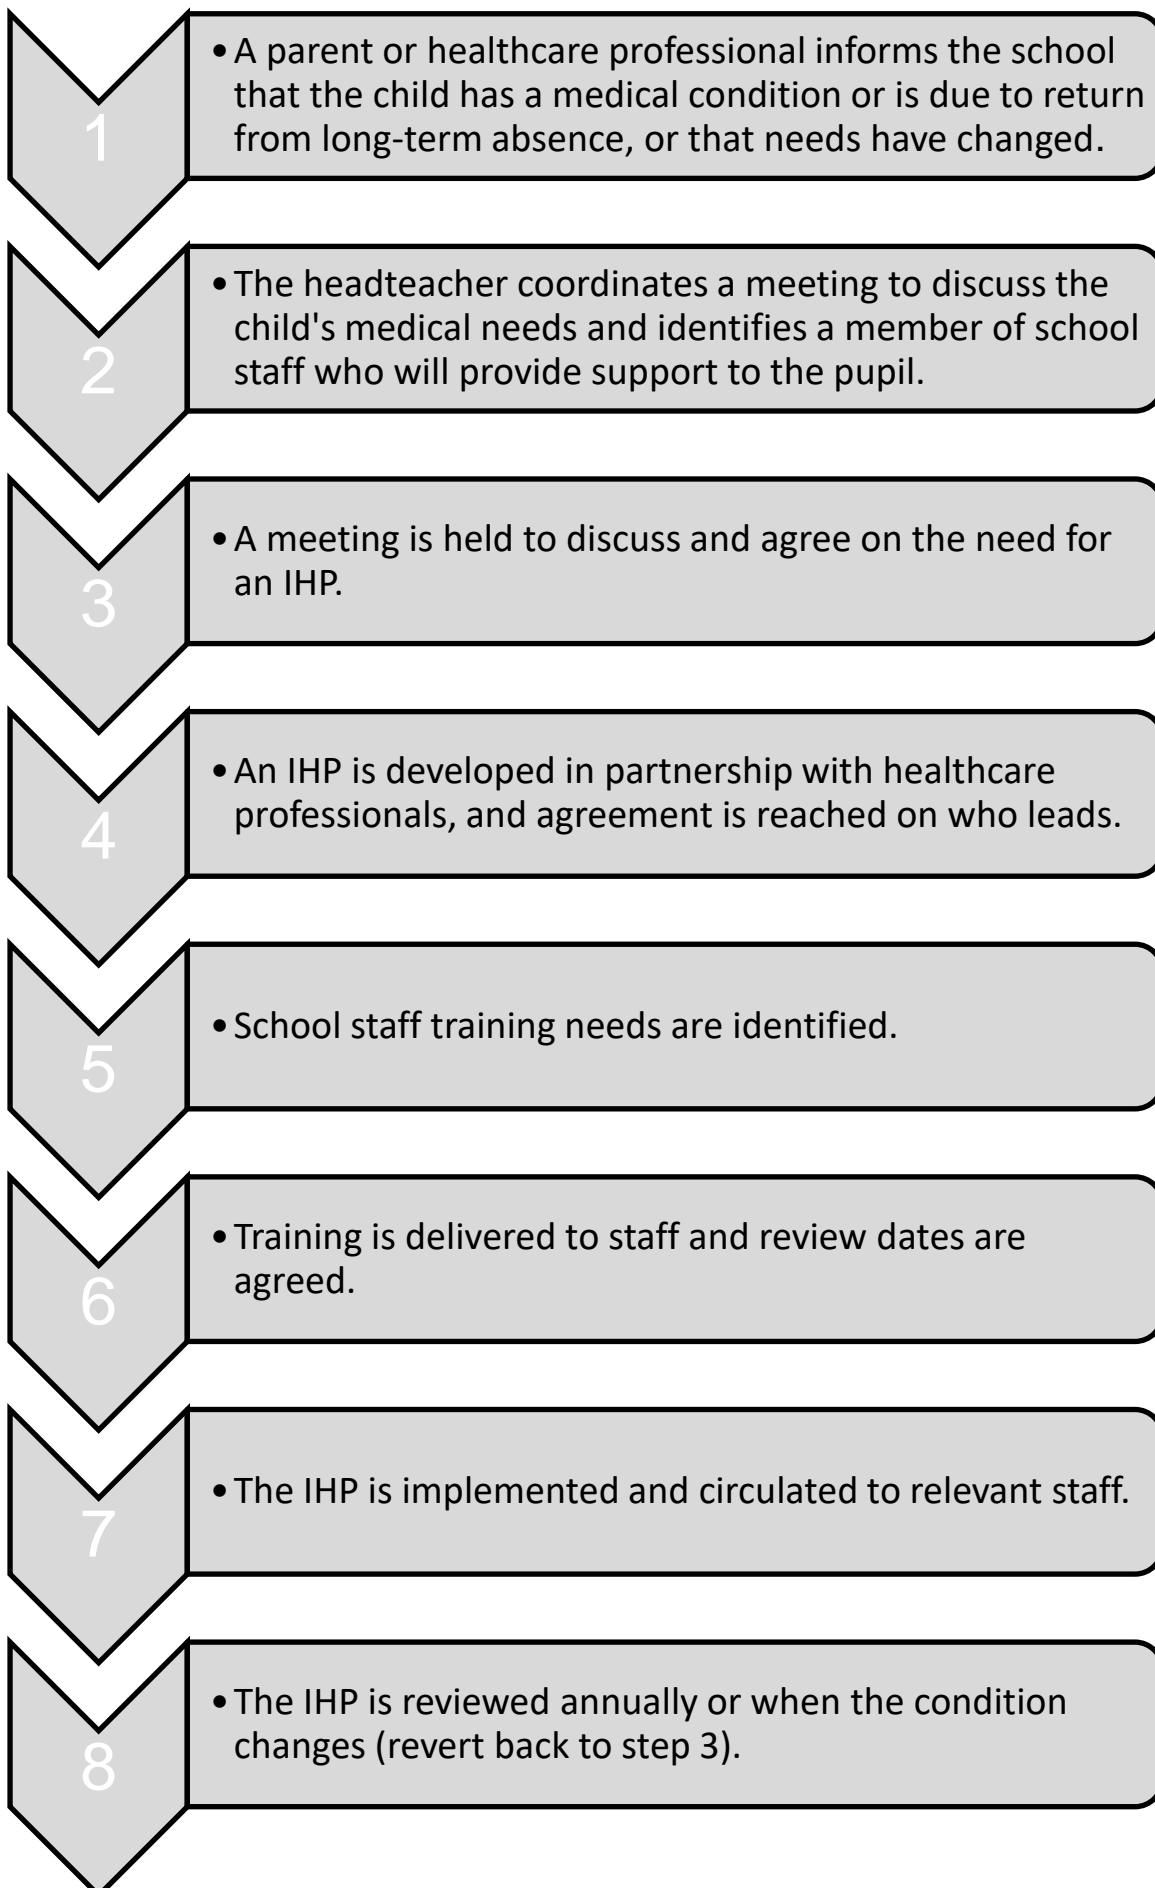 1
• A parent or healthcare professional informs the school
that the child has a medical condition or is due to return
from long-term absence, or that needs have changed.
2
• The headteacher coordinates a meeting to discuss the
child's medical needs and identifies a member of school
staff who will provide support to the pupil.
3
• A meeting is held to discuss and agree on the need for
an IHP.
4
• An IHP is developed in partnership with healthcare
professionals, and agreement is reached on who leads.
5
• School staff training needs are identified.
6
• Training is delivered to staff and review dates are
agreed.
7
• The IHP is implemented and circulated to relevant staff.
8
• The IHP is reviewed annually or when the condition
changes (revert back to step 3).